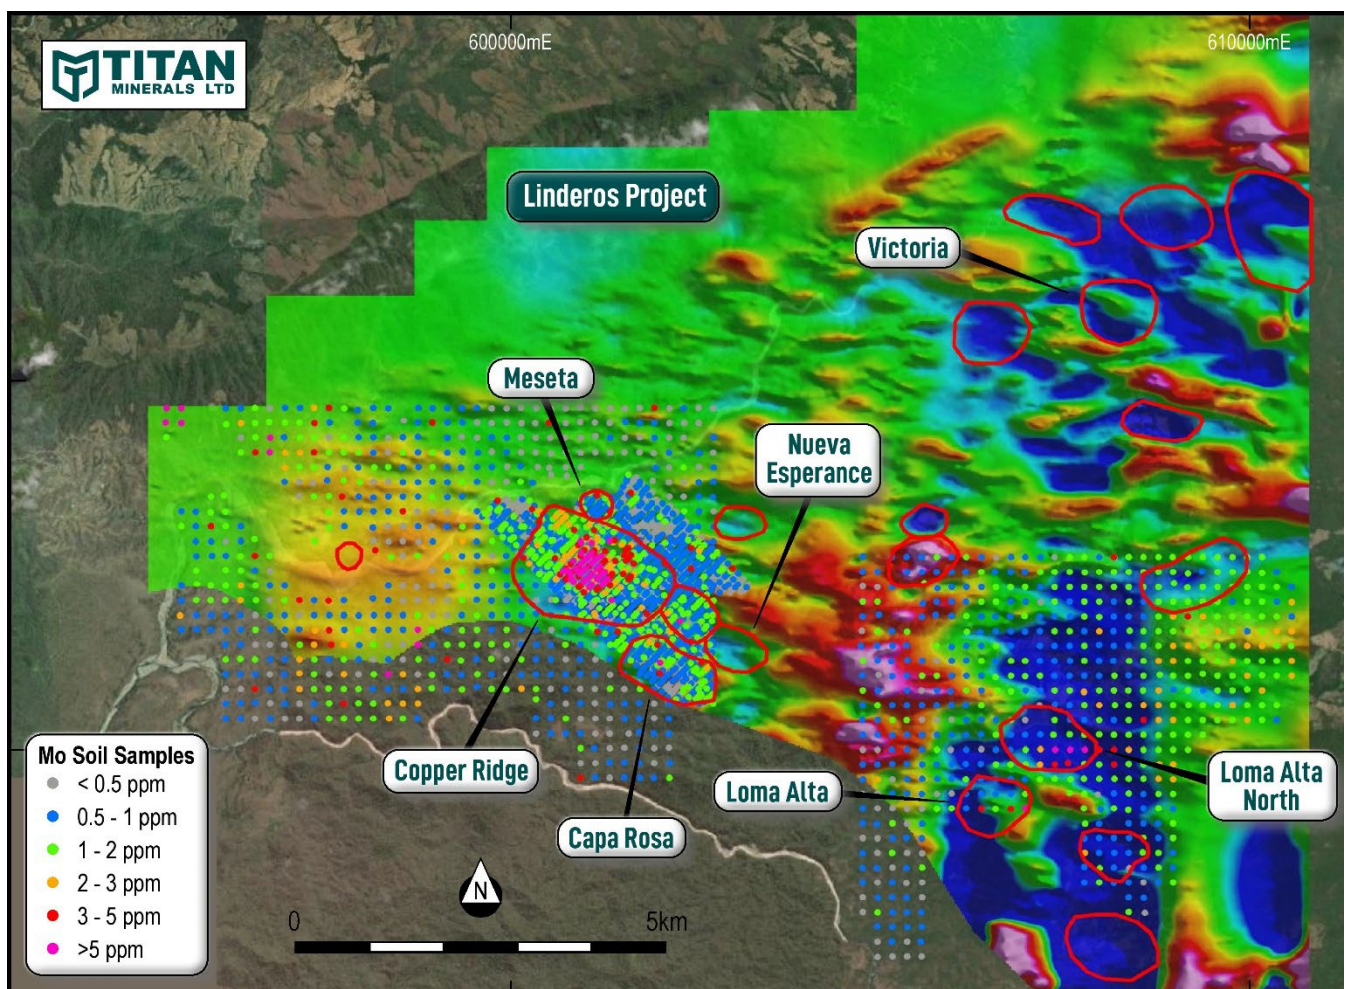 TITAN
MINERALS LTD
600000mE
610000mE
Linderos Project
Victoria
Meseta
Nueva
Esperance
Copper Ridge
Capa Rosa
Loma Alta
Loma Alta
North
Mo Soil Samples
< 0.5 ppm
0.5 - 1 ppm
1 - 2 ppm
2 - 3 ppm
3 - 5 ppm
>5 ppm
N
0
5km